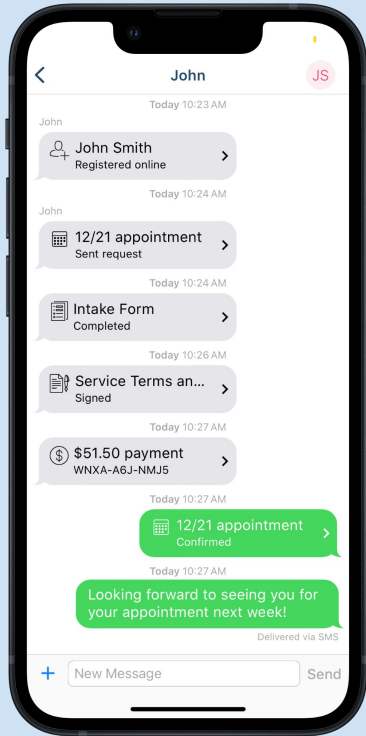 John
JS
Today 10:23 AM
John
John Smith
Registered online
Today 10:24 AM
John
12/21 appointment
Sent request
Today 10:24 AM
Intake Form
Completed
Today 10:26 AM
Service Terms an...
Signed
Today 10:27 AM
$51.50 payment
WNXA-A6J-NMJ5
Today 10:27 AM
12/21 appointment
Confirmed
Today 10:27 AM
Looking forward to seeing you for
your appointment next week!
Delivered via SMS
New Message
Send